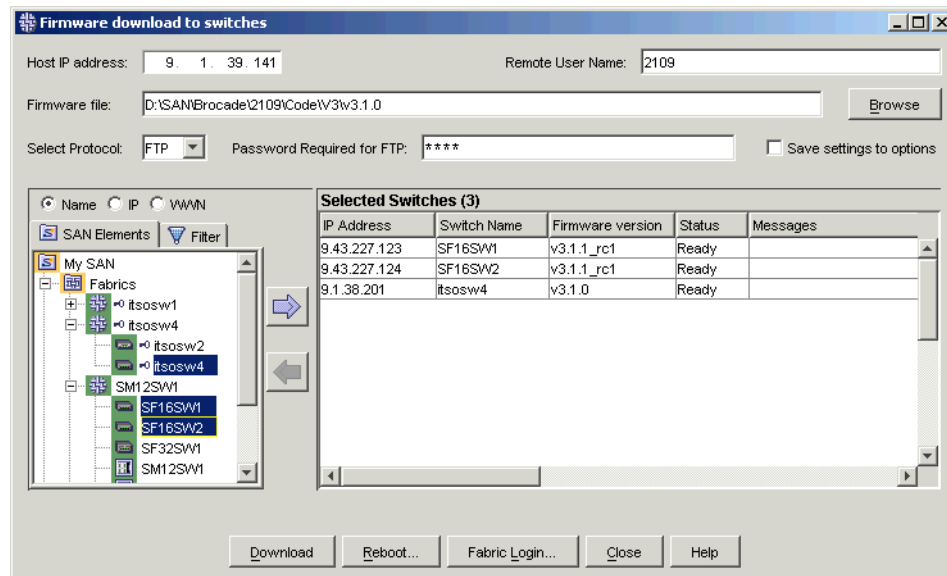 Firmware download to switches
Host IP address: 9. 1. 39. 141 Remote User Name: 2109
Firmware file: D:\SAN\Brocade\2109\Code\V3\v3.1.0 Browse
Select Protocol: FTP Password Required for FTP: **** Save settings to options
Name IP WWN
SAN Elements Filter
My SAN
Fabrics
itsosw1
itsosw4
itsosw2
itsosw4
SM12SW1
SF16SW1
SF16SW2
SF32SW1
SM12SW1
Selected Switches (3)
IP Address Switch Name Firmware version Status Messages
9.43.227.123 SF16SW1 v3.1.1_rc1 Ready
9.43.227.124 SF16SW2 v3.1.1_rc1 Ready
9.1.38.201 itsosw4 v3.1.0 Ready
Download Reboot... Fabric Login... Close Help